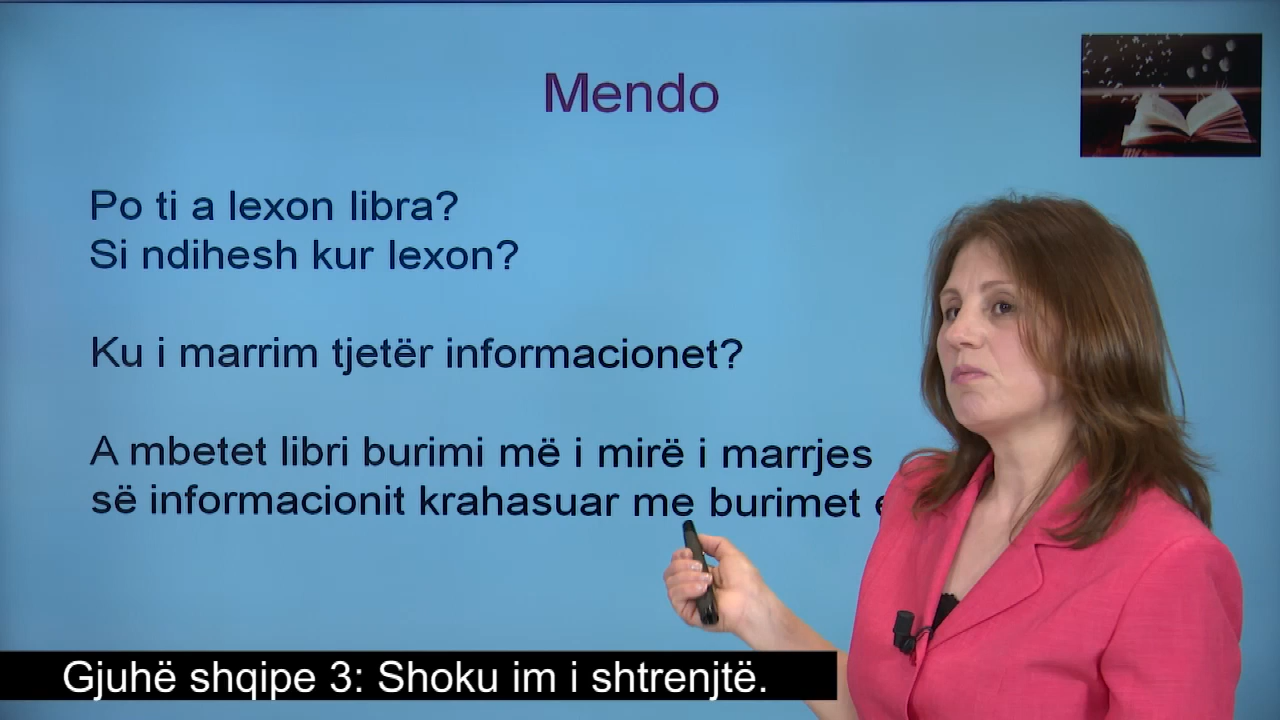 Mendo
Po ti a lexon libra?
Si ndihesh kur lexon?
Ku i marrim tjetër informacionet?
A mbetet libri burimi më i mirë i marrjes
së informacionit krahasuar me burimet
Gjuhë shqipe 3: Shoku im i shtrenjtë.